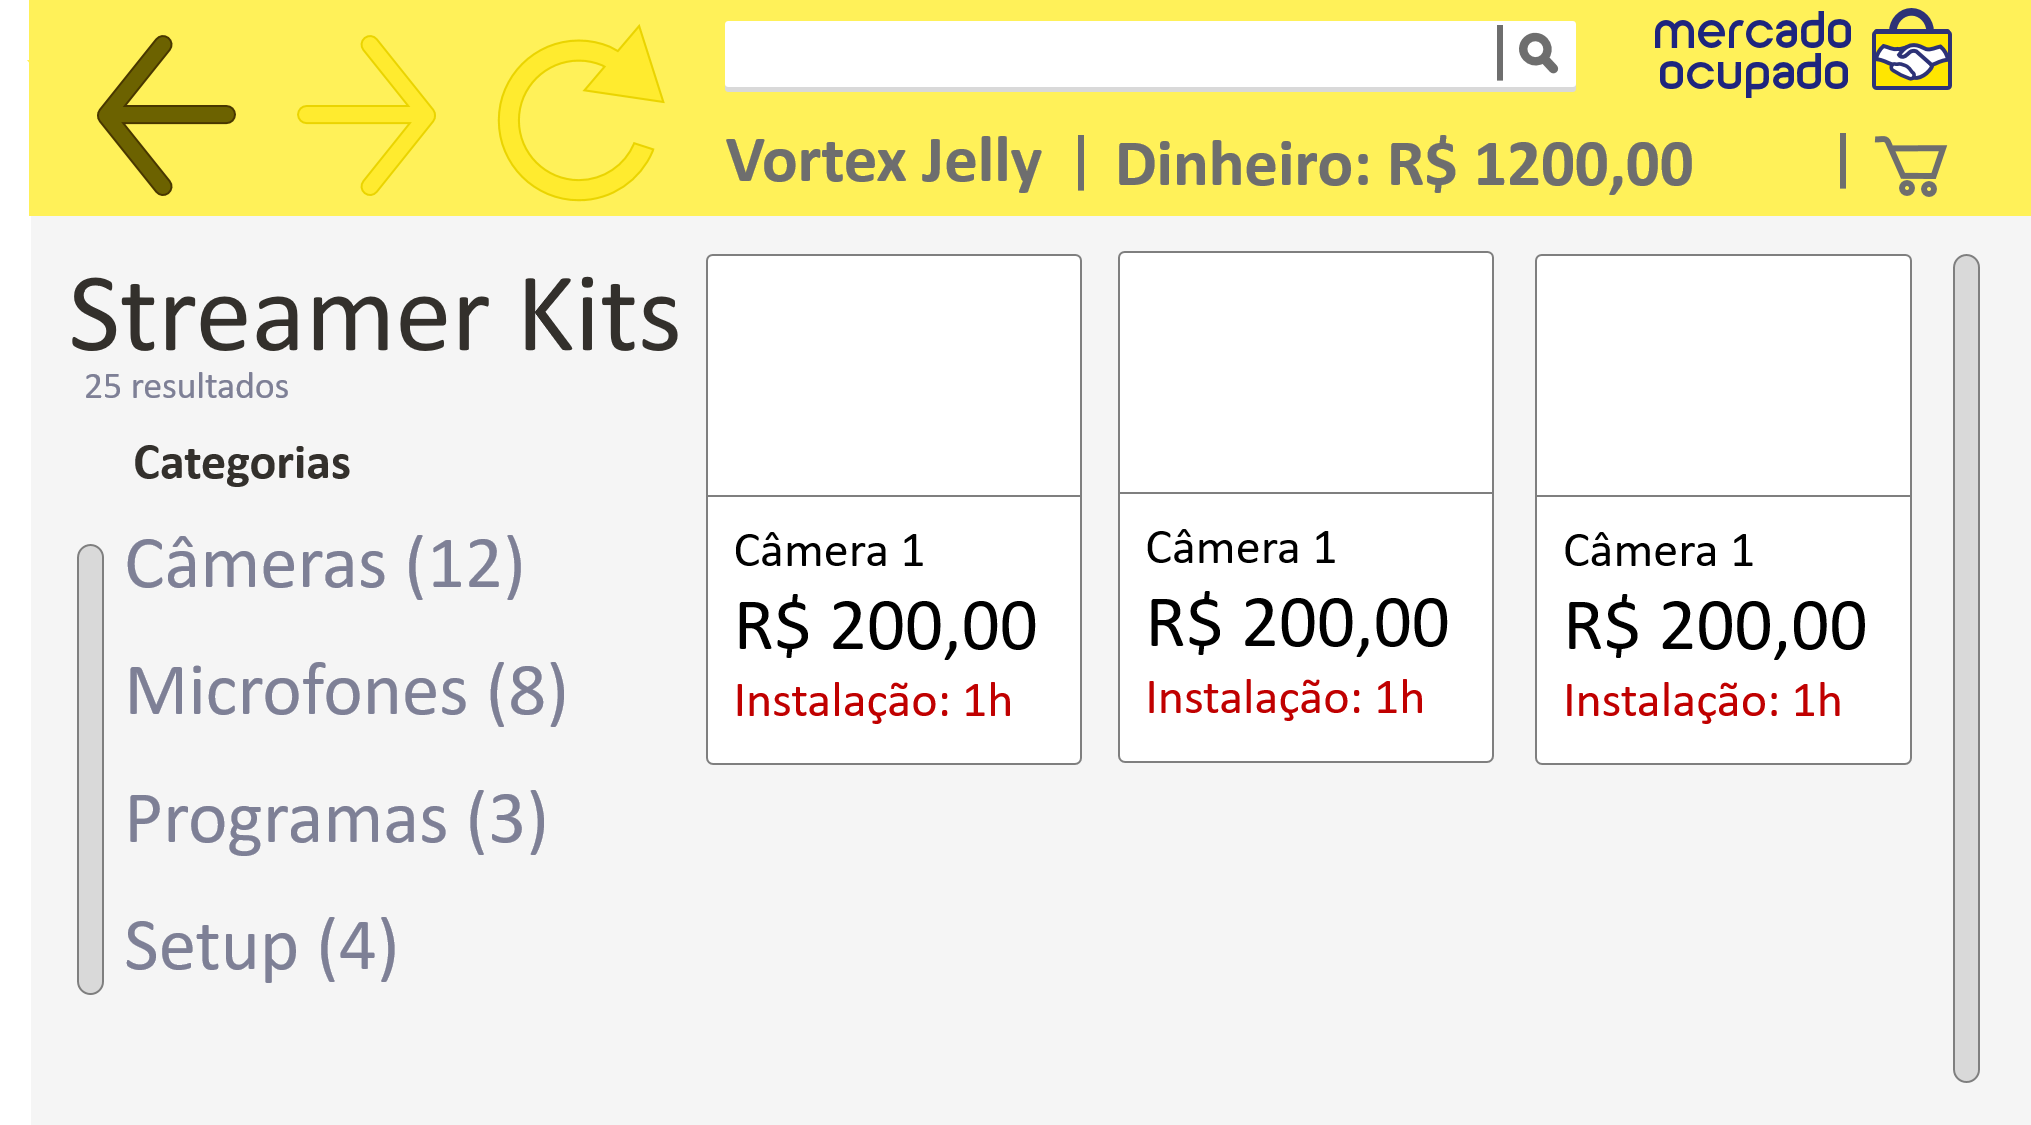 mercado
ocupado
Vortex Jelly | Dinheiro: R$ 1200,00 |
Streamer Kits
25 resultados
Categorias
Câmeras (12)
Microfones (8)
Programas (3)
Setup (4)
Câmera 1
R$ 200,00
Instalação: 1h
Câmera 1
R$ 200,00
Instalação: 1h
Câmera 1
R$ 200,00
Instalação: 1h